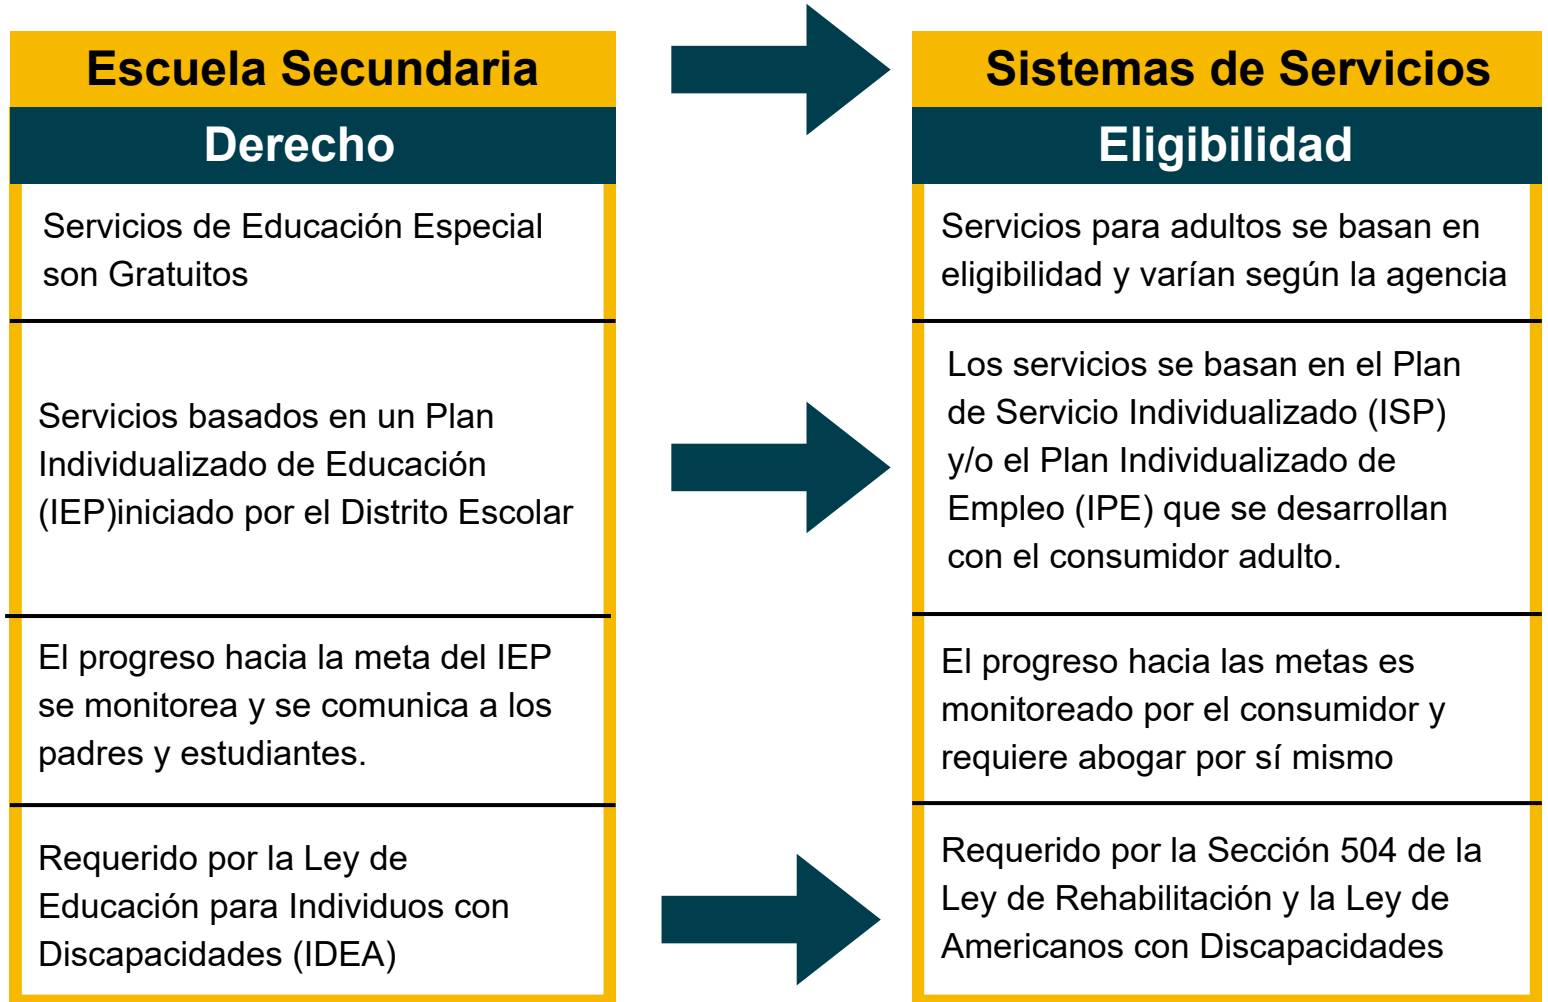 Escuela Secundaria
Derecho
Servicios de Educación Especial
son Gratuitos
Servicios basados en un Plan
Individualizado de Educación
(IEP)iniciado por el Distrito Escolar
El progreso hacia la meta del IEP
se monitorea y se comunica a los
padres y estudiantes.
Requerido por la Ley de
Educación para Individuos con
Discapacidades (IDEA)
Sistemas de Servicios
Eligibilidad
Servicios para adultos se basan en
eligibilidad y varían según la agencia
Los servicios se basan en el Plan
de Servicio Individualizado (ISP)
y/o el Plan Individualizado de
Empleo (IPE) que se desarrollan
con el consumidor adulto.
El progreso hacia las metas es
monitoreado por el consumidor y
requiere abogar por sí mismo
Requerido por la Sección 504 de la
Ley de Rehabilitación y la Ley de
Americanos con Discapacidades